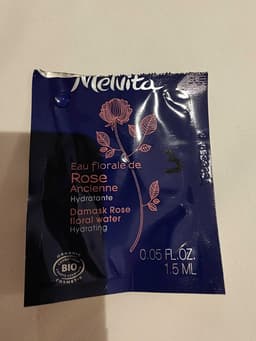 Melvita
Eau florale de
Rose
Ancienne
Hydratante
Damask Rose
floral water
Hydrating
0.05 FL.OZ.
1.5 ML
BIO